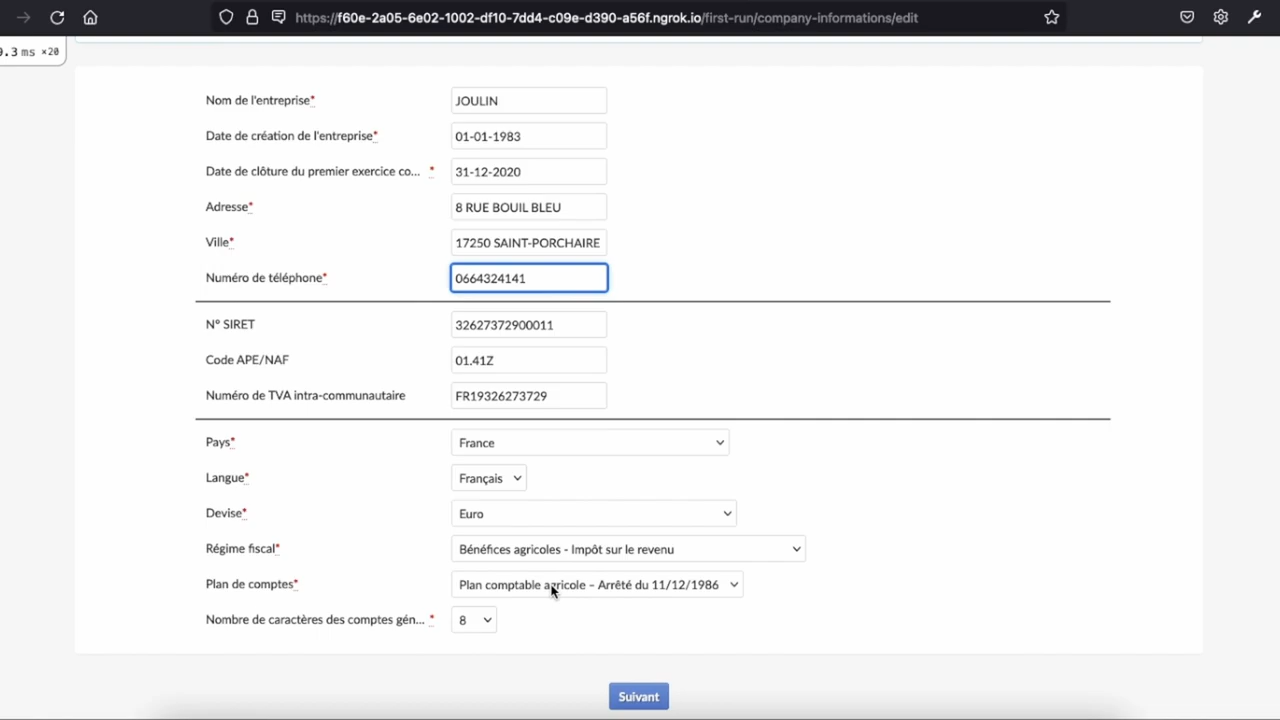 https://f60e-2a05-6e02-1002-df10-7dd4-c09e-d390-a56f.ngrok.io/first-run/company-informations/edit
9.3 ms ×20
Nom de l'entreprise* JOULIN
Date de création de l'entreprise* 01-01-1983
Date de clôture du premier exercice co... * 31-12-2020
Adresse* 8 RUE BOUIL BLEU
Ville* 17250 SAINT-PORCHAIRE
Numéro de téléphone* 0664324141
N° SIRET 32627372900011
Code APE/NAF 01.41Z
Numéro de TVA intra-communautaire FR19326273729
Pays* France
Langue* Français
Devise* Euro
Régime fiscal* Bénéfices agricoles - Impôt sur le revenu
Plan de comptes* Plan comptable agricole – Arrêté du 11/12/1986
Nombre de caractères des comptes gén... * 8
Suivant